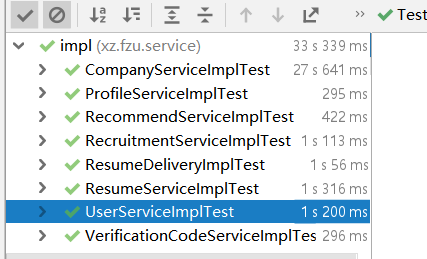 Test
impl (xz.fzu.service) 33 s 339 ms
CompanyServiceImplTest 27 s 641 ms
ProfileServiceImplTest 295 ms
RecommendServiceImplTest 422 ms
RecruitmentServiceImplTest 1 s 113 ms
ResumeDeliveryImplTest 1 s 56 ms
ResumeServiceImplTest 1 s 316 ms
UserServiceImplTest 1 s 200 ms
VerificationCodeServiceImplTes 296 ms